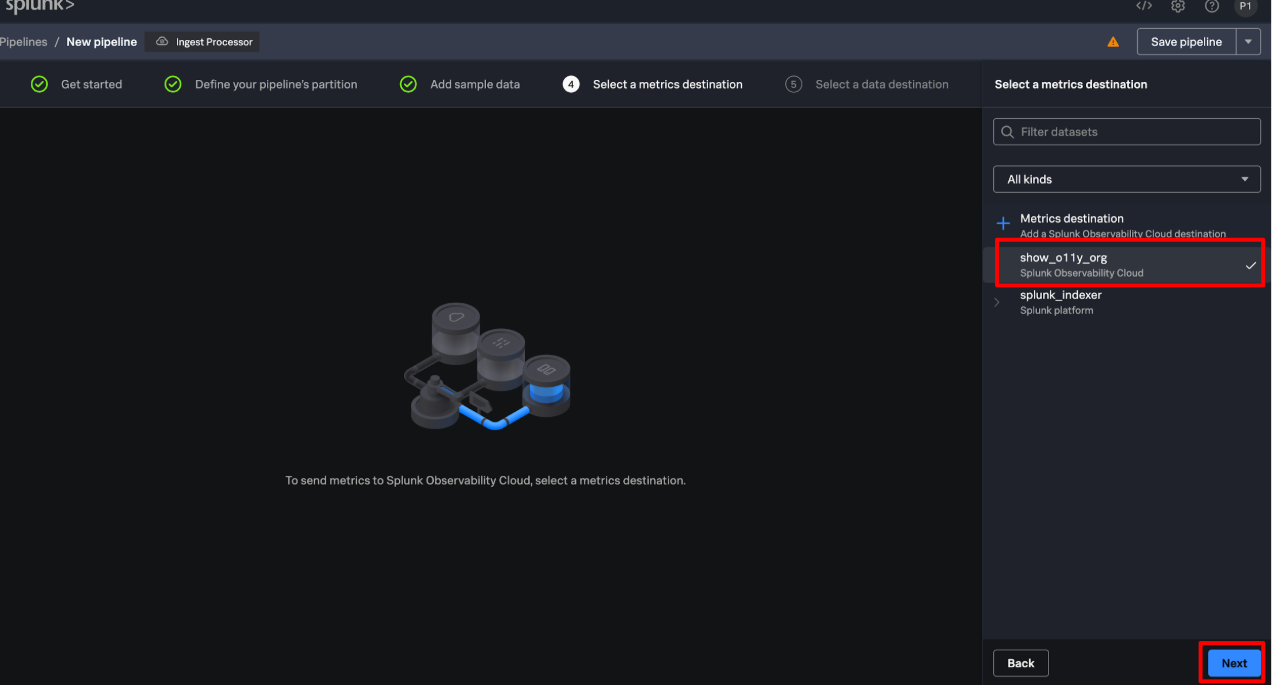 splunk>
P1
Pipelines / New pipeline Ingest Processor
Save pipeline
Get started
Define your pipeline's partition
Add sample data
4 Select a metrics destination
5 Select a data destination
Select a metrics destination
Filter datasets
All kinds
Metrics destination
Add a Splunk Observability Cloud destination
show_o11y_org
Splunk Observability Cloud
splunk_indexer
Splunk platform
To send metrics to Splunk Observability Cloud, select a metrics destination.
Back
Next